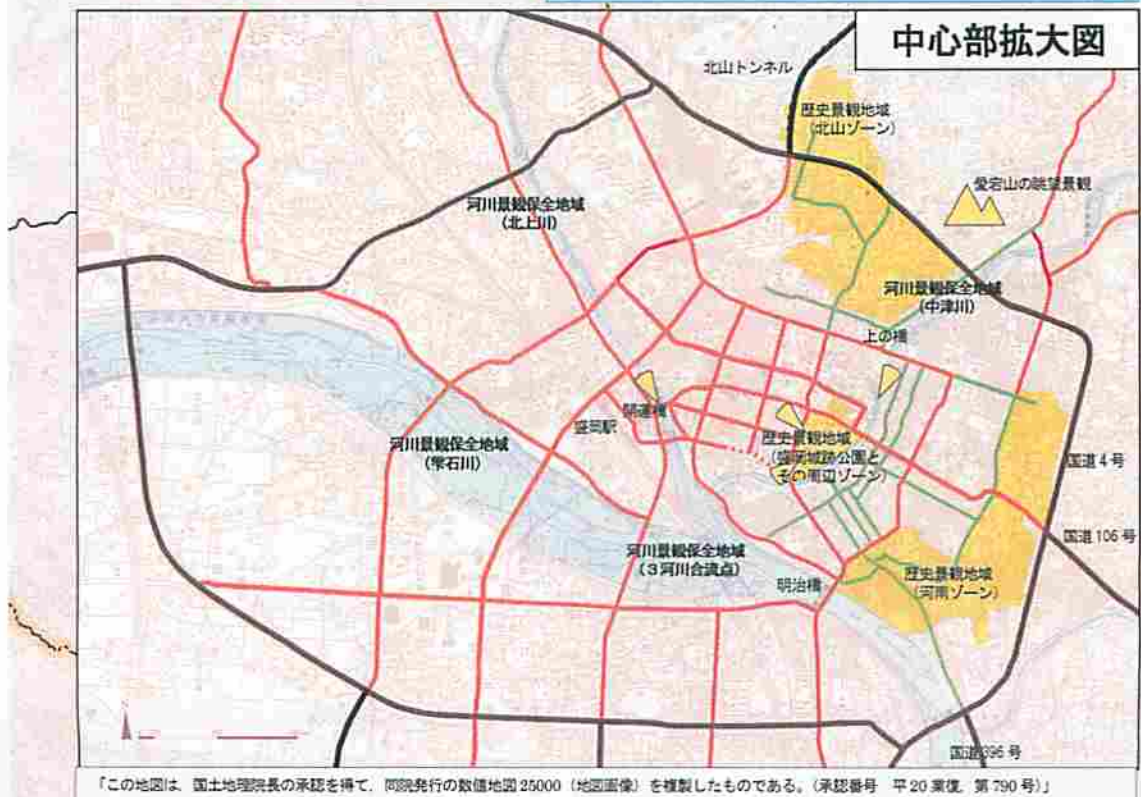 中心部拡大図
北山トンネル
歴史景観地域
(北山ゾーン)
愛宕山の眺望景観
河川景観保全地域
(北上川)
河川景観保全地域
(中津川)
上の橋
開運橋
盛岡駅
歴史景観地域
(盛岡城跡公園と
その周辺ゾーン)
河川景観保全地域
(雫石川)
国道4号
国道106号
河川景観保全地域
(3河川合流点)
明治橋
歴史景観地域
(河南ゾーン)
国道396号
「この地図は、国土地理院長の承認を得て、同院発行の数値地図25000(地図画像)を複製したものである。(承認番号 平20業復、第790号)」